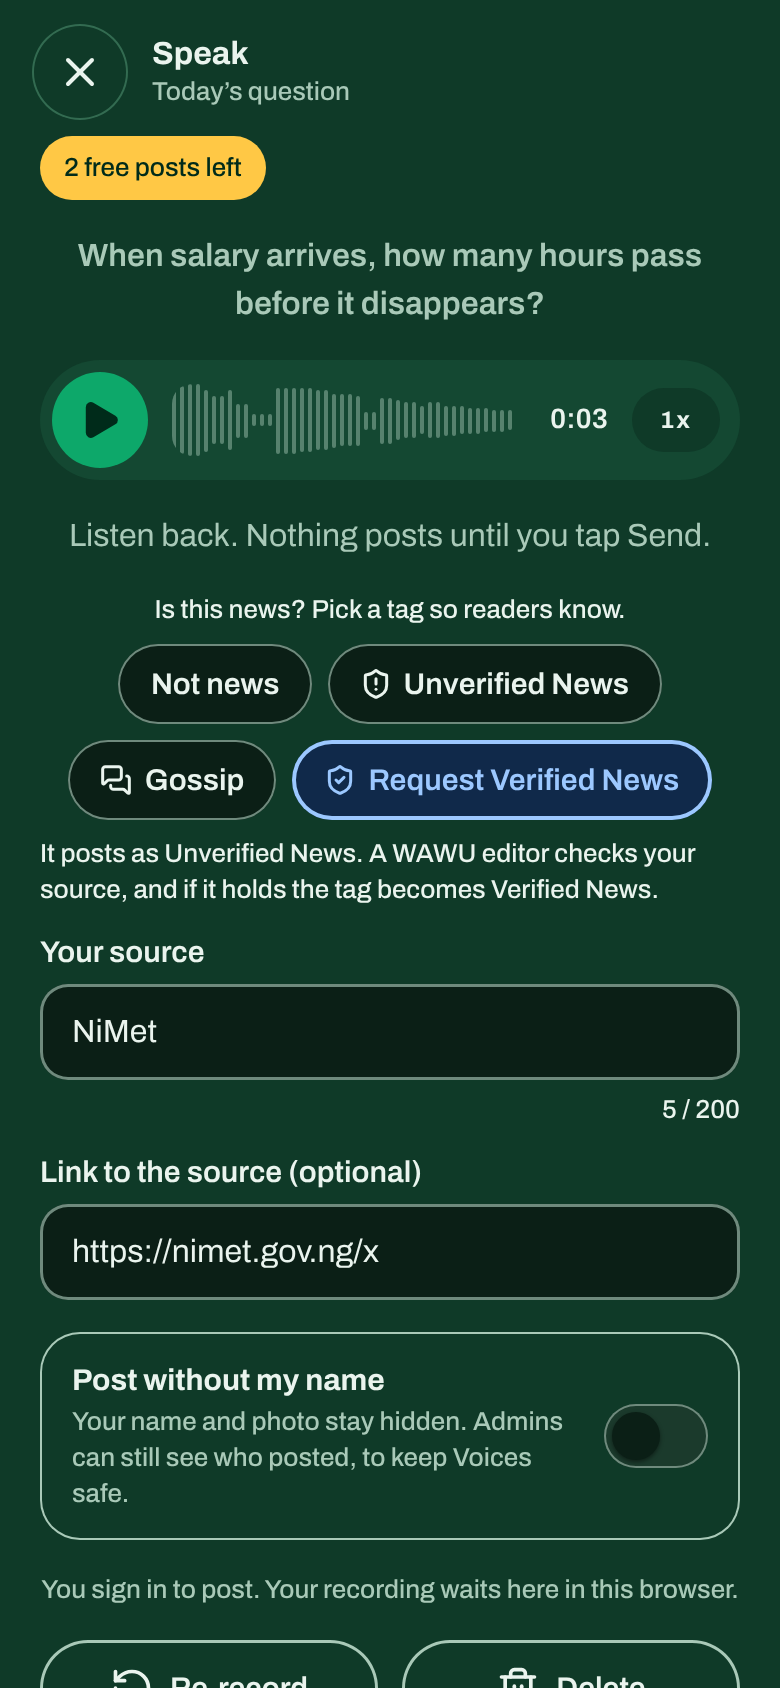 Speak
Today’s question
2 free posts left
When salary arrives, how many hours pass
before it disappears?
0:03
1x
Listen back. Nothing posts until you tap Send.
Is this news? Pick a tag so readers know.
Not news
Unverified News
Gossip
Request Verified News
It posts as Unverified News. A WAWU editor checks your
source, and if it holds the tag becomes Verified News.
Your source
NiMet
5 / 200
Link to the source (optional)
https://nimet.gov.ng/x
Post without my name
Your name and photo stay hidden. Admins
can still see who posted, to keep Voices
safe.
You sign in to post. Your recording waits here in this browser.
Re-record
Delete